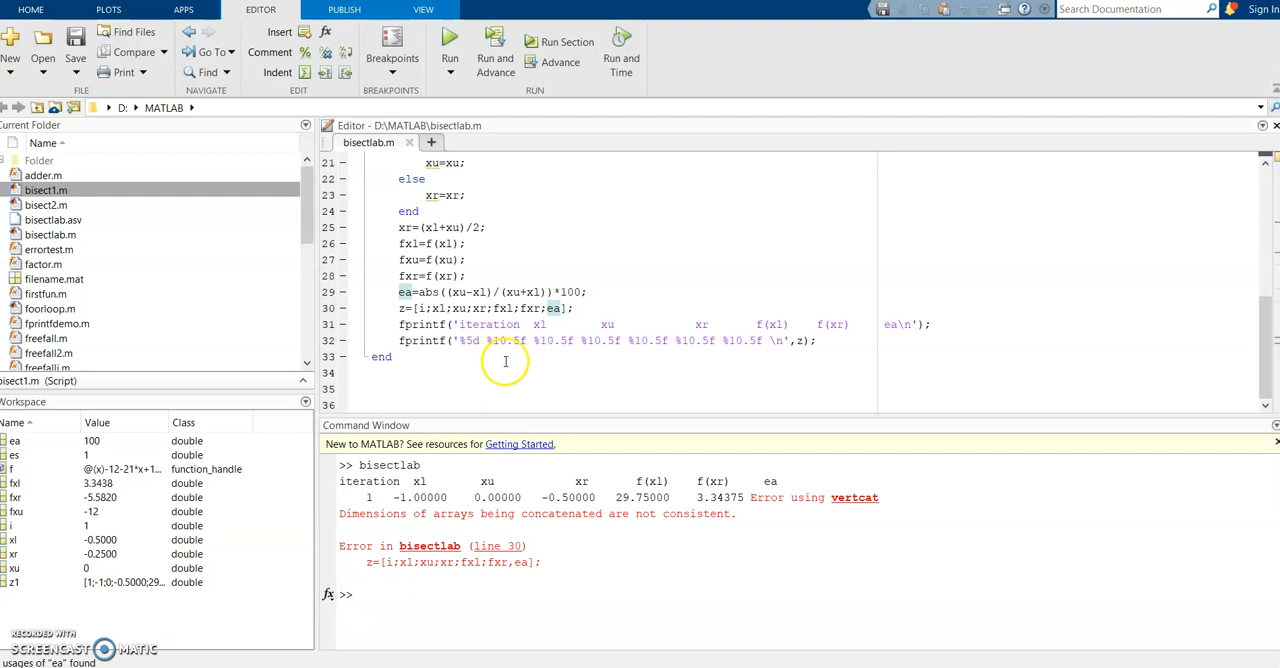 HOME PLOTS APPS EDITOR PUBLISH VIEW Search Documentation Sign In
New Open Save Find Files Compare Print Go To Find Insert fx Comment Indent Breakpoints Run Run and Advance Run Section Advance Run and Time
FILE NAVIGATE EDIT BREAKPOINTS RUN
D: MATLAB
Current Folder
Name
Folder
adder.m
bisect1.m
bisect2.m
bisectlab.asv
bisectlab.m
errortest.m
factor.m
filename.mat
firstfun.m
foorloop.m
fprintfdemo.m
freefall.m
freefall2.m
freefalli.m
bisect1.m (Script)
Workspace
Name Value Class
ea 100 double
es 1 double
f @(x)-12-21*x+1... function_handle
fxl 3.3438 double
fxr -5.5820 double
fxu -12 double
i 1 double
xl -0.5000 double
xr -0.2500 double
xu 0 double
z1 [1;-1;0;-0.5000;29... double
RECORDED WITH
SCREENCAST MATIC
usages of "ea" found
Editor - D:\MATLAB\bisectlab.m
bisectlab.m
21 xu=xu;
22 else
23 xr=xr;
24 end
25 xr=(xl+xu)/2;
26 fxl=f(xl);
27 fxu=f(xu);
28 fxr=f(xr);
29 ea=abs((xu-xl)/(xu+xl))*100;
30 z=[i;xl;xu;xr;fxl;fxr;ea];
31 fprintf('iteration xl xu xr f(xl) f(xr) ea\n');
32 fprintf('%5d %10.5f %10.5f %10.5f %10.5f %10.5f %10.5f \n',z);
33 end
34
35
36
Command Window
New to MATLAB? See resources for Getting Started.
>> bisectlab
iteration xl xu xr f(xl) f(xr) ea
1 -1.00000 0.00000 -0.50000 29.75000 3.34375 Error using vertcat
Dimensions of arrays being concatenated are not consistent.
Error in bisectlab (line 30)
z=[i;xl;xu;xr;fxl;fxr,ea];
fx >>